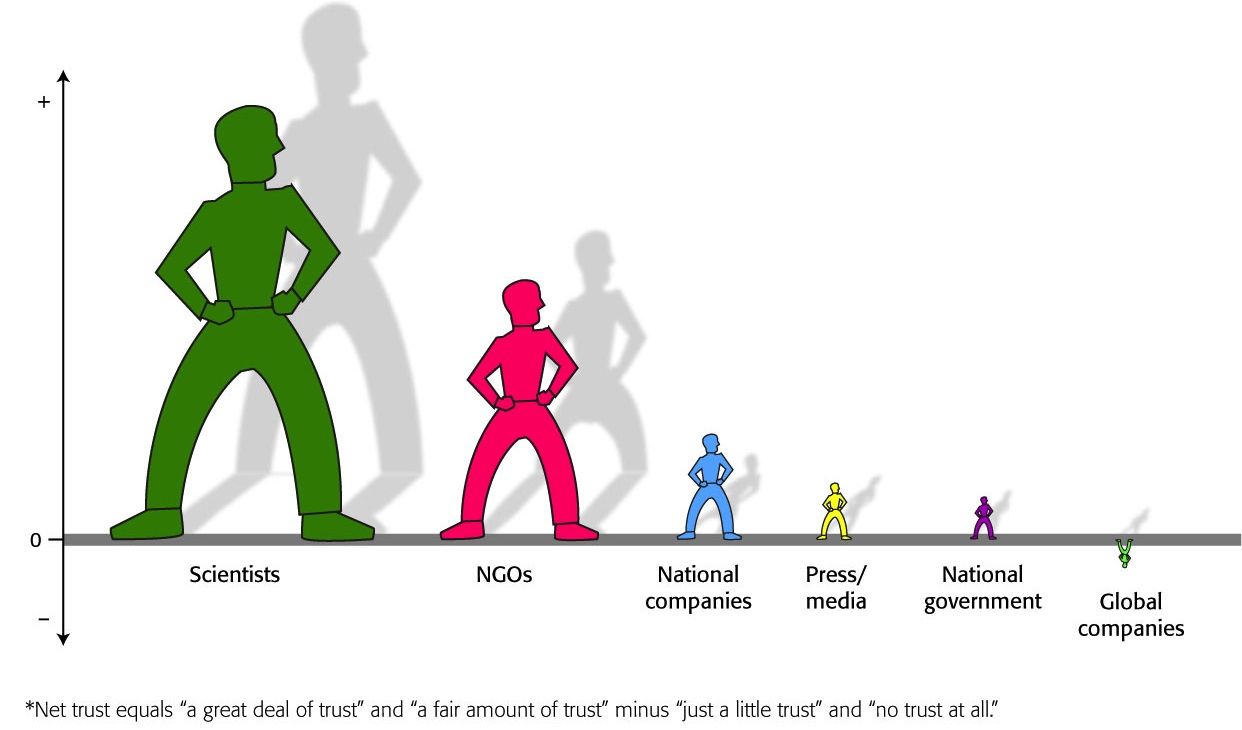 +
0
–
Scientists
NGOs
National
companies
Press/
media
National
government
Global
companies
*Net trust equals “a great deal of trust” and “a fair amount of trust” minus “just a little trust” and “no trust at all.”